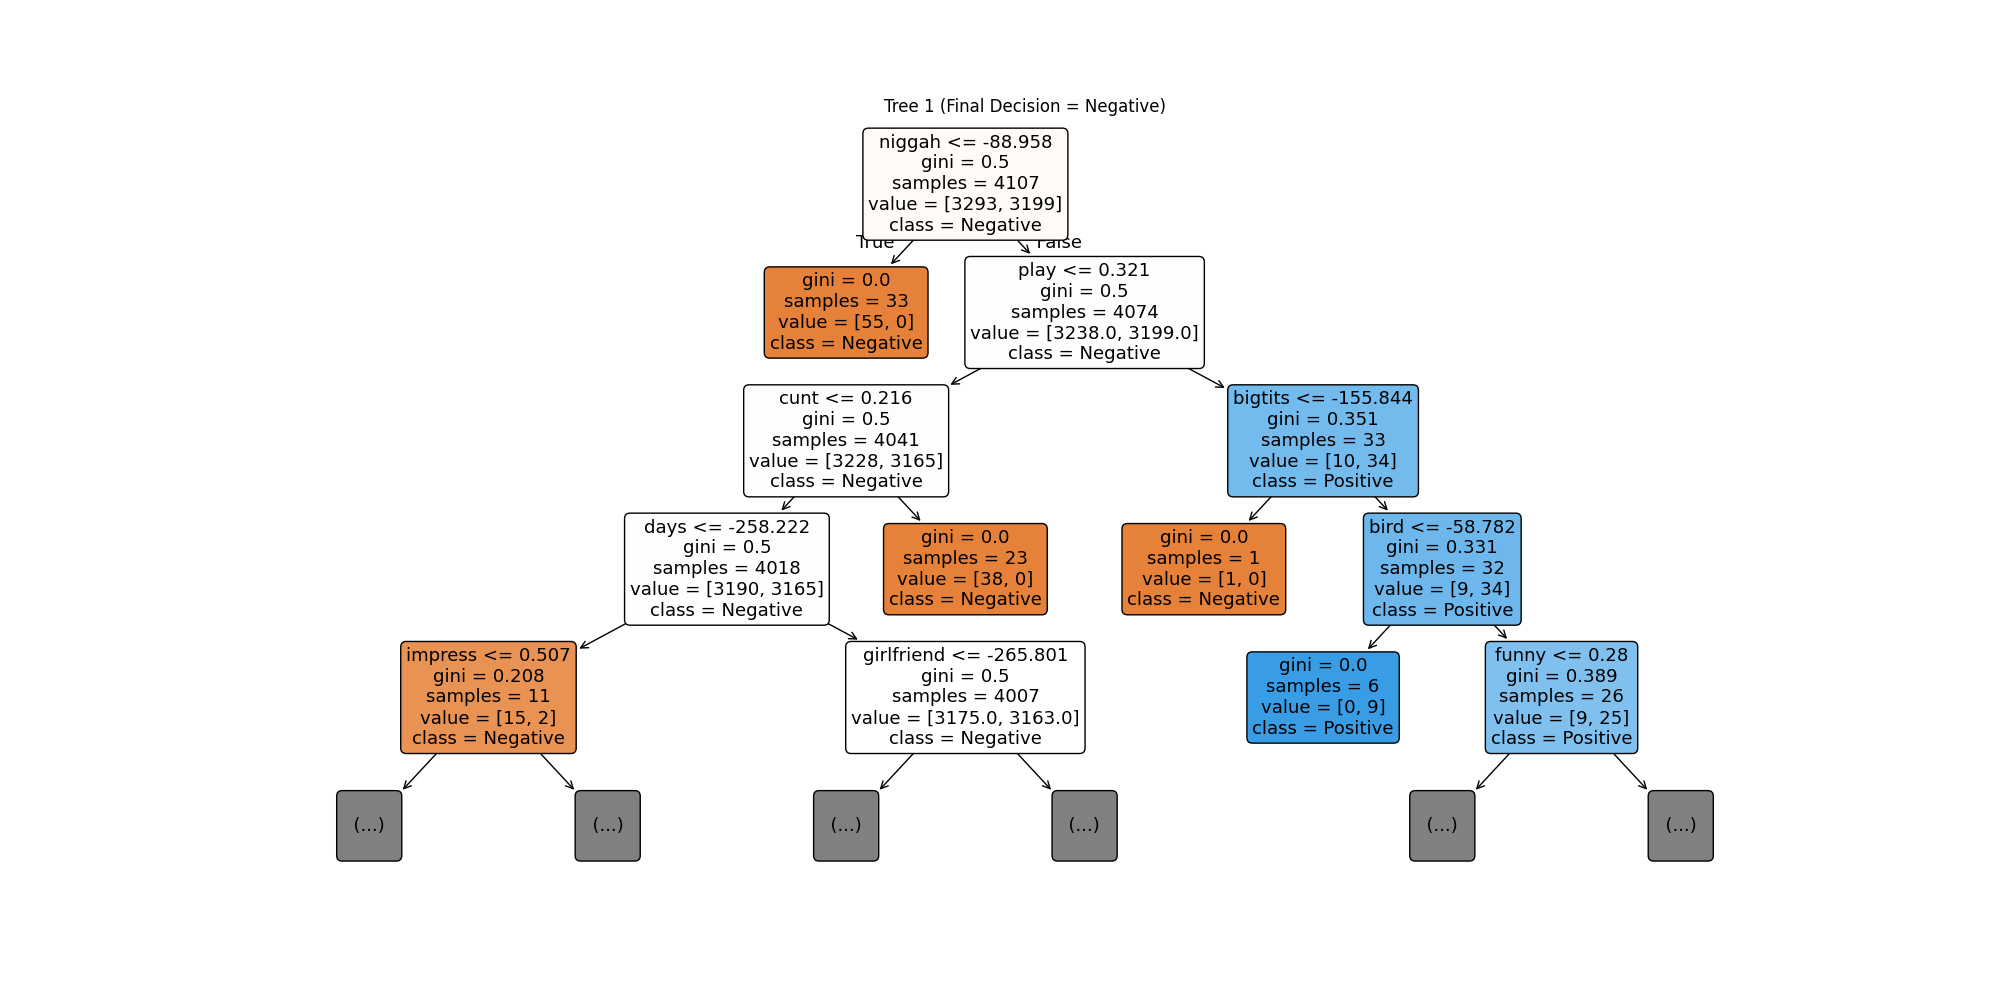 Tree 1 (Final Decision = Negative)
niggah <= -88.958
gini = 0.5
samples = 4107
value = [3293, 3199]
class = Negative
True
False
gini = 0.0
samples = 33
value = [55, 0]
class = Negative
play <= 0.321
gini = 0.5
samples = 4074
value = [3238.0, 3199.0]
class = Negative
cunt <= 0.216
gini = 0.5
samples = 4041
value = [3228, 3165]
class = Negative
bigtits <= -155.844
gini = 0.351
samples = 33
value = [10, 34]
class = Positive
days <= -258.222
gini = 0.5
samples = 4018
value = [3190, 3165]
class = Negative
gini = 0.0
samples = 23
value = [38, 0]
class = Negative
gini = 0.0
samples = 1
value = [1, 0]
class = Negative
bird <= -58.782
gini = 0.331
samples = 32
value = [9, 34]
class = Positive
impress <= 0.507
gini = 0.208
samples = 11
value = [15, 2]
class = Negative
girlfriend <= -265.801
gini = 0.5
samples = 4007
value = [3175.0, 3163.0]
class = Negative
gini = 0.0
samples = 6
value = [0, 9]
class = Positive
funny <= 0.28
gini = 0.389
samples = 26
value = [9, 25]
class = Positive
(...)
(...)
(...)
(...)
(...)
(...)